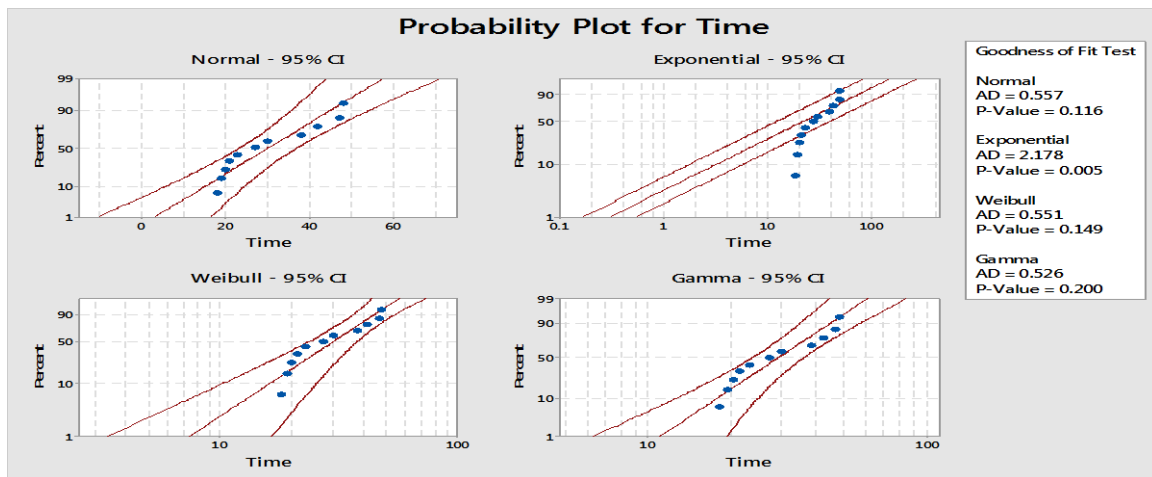 Probability Plot for Time
Normal - 95% CI
99
90
50
10
1
Percent
0
20
40
60
Time
Exponential - 95% CI
90
50
10
1
Percent
0.1
1
10
100
Time
Weibull - 95% CI
90
50
10
1
Percent
10
100
Time
Gamma - 95% CI
99
90
50
10
1
Percent
10
100
Time
Goodness of Fit Test
Normal
AD = 0.557
P-Value = 0.116
Exponential
AD = 2.178
P-Value = 0.005
Weibull
AD = 0.551
P-Value = 0.149
Gamma
AD = 0.526
P-Value = 0.200